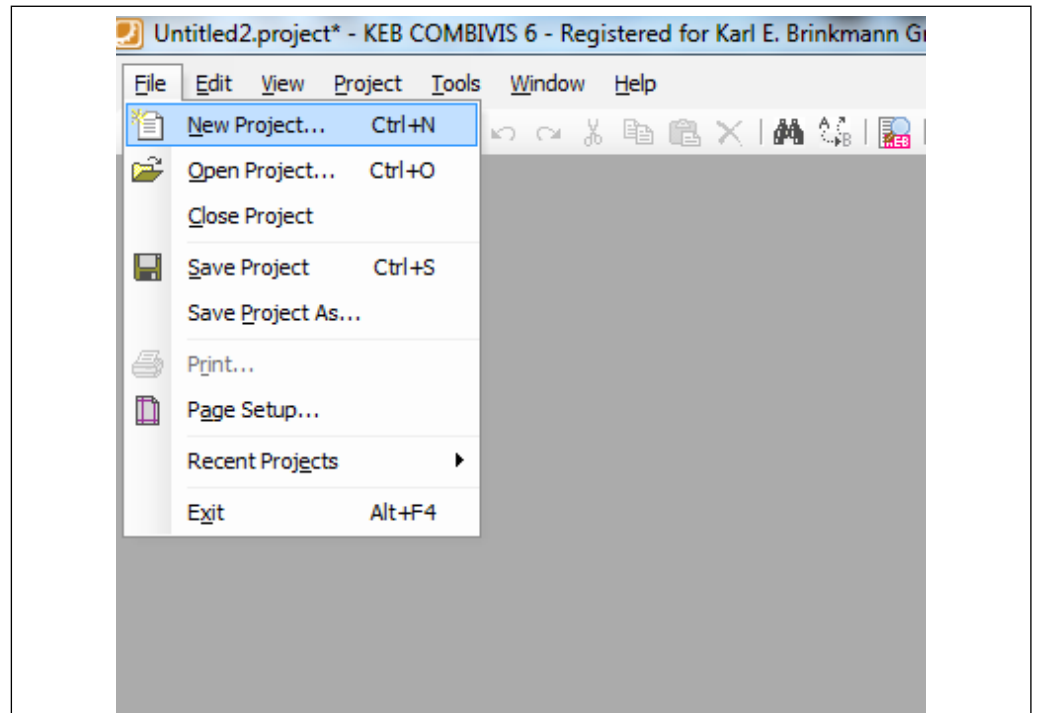 Untitled2.project* - KEB COMBIVIS 6 - Registered for Karl E. Brinkmann
File Edit View Project Tools Window Help
New Project... Ctrl+N
Open Project... Ctrl+O
Close Project
Save Project Ctrl+S
Save Project As...
Print...
Page Setup...
Recent Projects
Exit Alt+F4